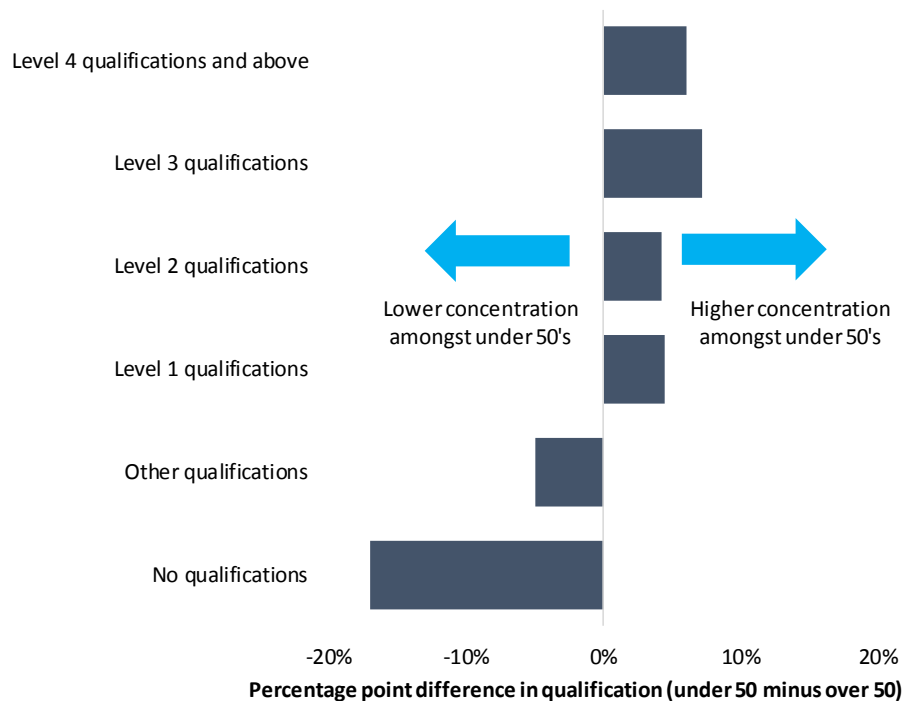 Level 4 qualifications and above
Level 3 qualifications
Level 2 qualifications
Lower concentration
amongst under 50's
Higher concentration
amongst under 50's
Level 1 qualifications
Other qualifications
No qualifications
-20%
-10%
0%
10%
20%
Percentage point difference in qualification (under 50 minus over 50)